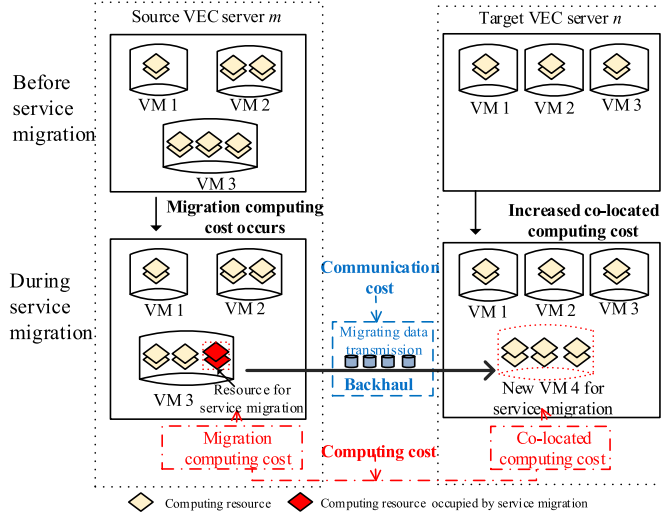 Source VEC server m
Target VEC server n
Before
service
migration
VM 1
VM 2
VM 3
VM 1
VM 2
VM 3
Migration computing
cost occurs
Increased co-located
computing cost
During
service
migration
VM 1
VM 2
VM 3
Resource for
service migration
Communication
cost
Migrating data
transmission
Backhaul
VM 1
VM 2
VM 3
New VM 4 for
service migration
Migration
computing cost
Computing cost
Co-located
computing cost
Computing resource
Computing resource occupied by service migration